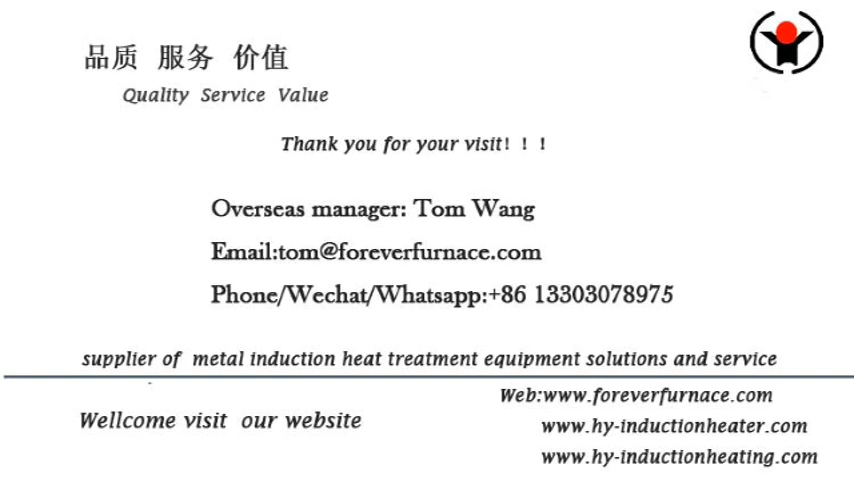 品质 服务 价值
Quality Service Value
Thank you for your visit！！！
Overseas manager: Tom Wang
Email:tom@foreverfurnace.com
Phone/Wechat/Whatsapp:+86 13303078975
supplier of metal induction heat treatment equipment solutions and service
Wellcome visit our website
Web:www.foreverfurnace.com
www.hy-inductionheater.com
www.hy-inductionheating.com